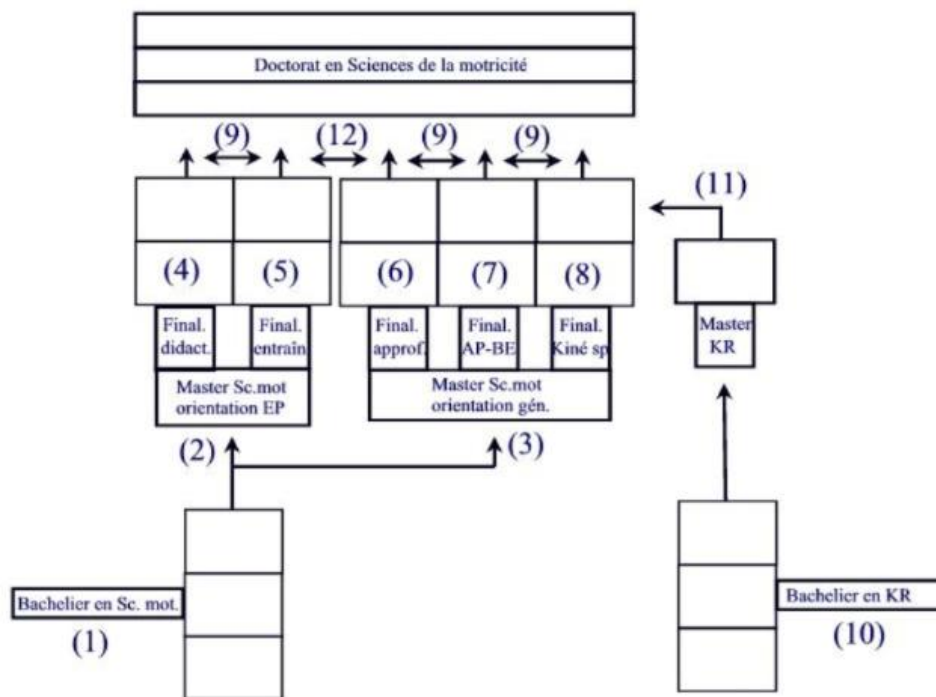 Doctorat en Sciences de la motricité
(9) (12) (9) (9)
(11)
(4) (5) (6) (7) (8)
Final.
didact.
Final.
entraîn
Final.
approf.
Final.
AP-BE
Final.
Kiné sp
Master
KR
Master Sc.mot
orientation EP
Master Sc.mot
orientation gén.
(2)
(3)
Bachelier en Sc. mot.
(1)
Bachelier en KR
(10)